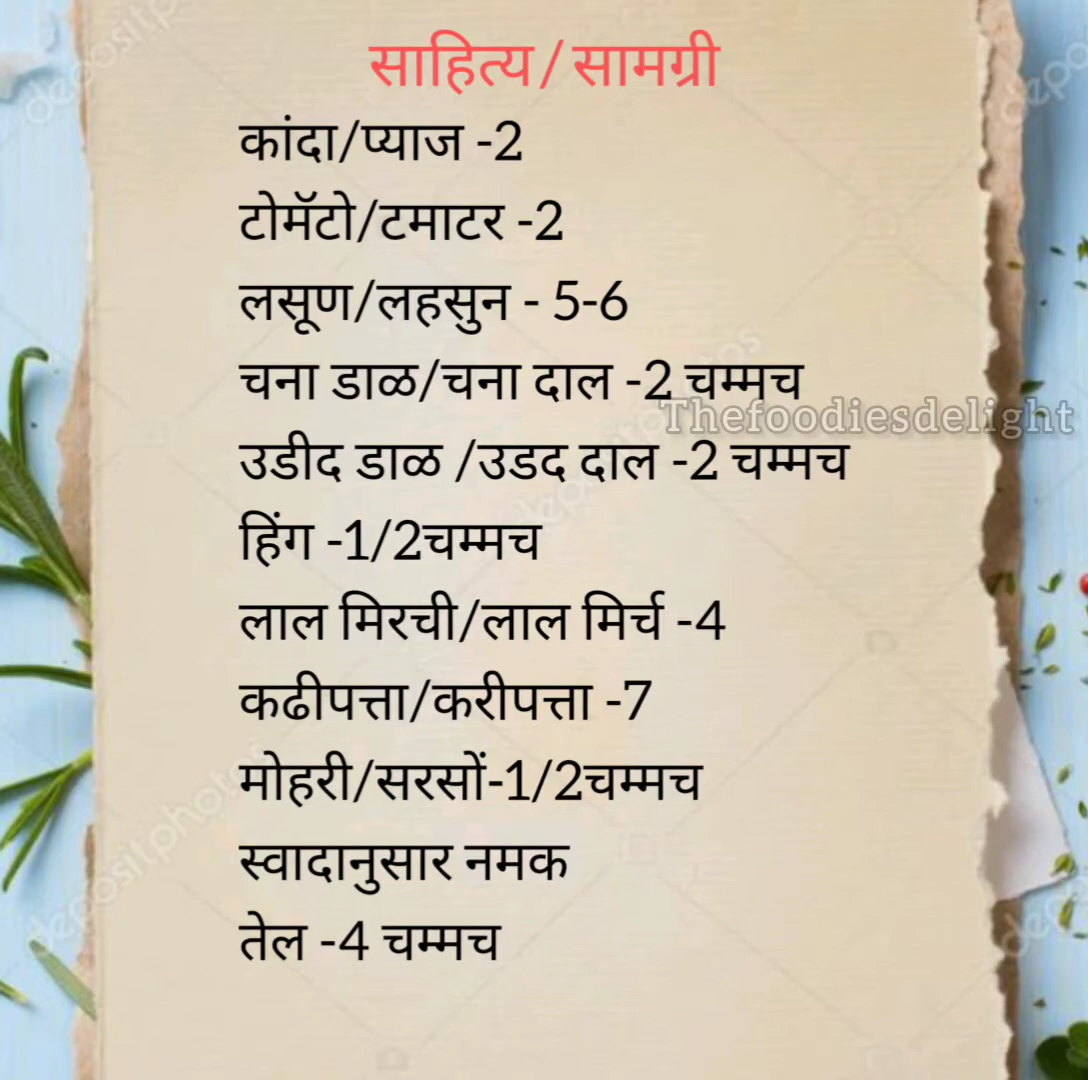 साहित्य/सामग्री
कांदा/प्याज -2
टोमॅटो/टमाटर -2
लसूण/लहसुन - 5-6
चना डाळ/चना दाल -2 चम्मच
Thefoodiesdelight
उडीद डाळ /उडद दाल -2 चम्मच
हिंग -1/2चम्मच
लाल मिरची/लाल मिर्च -4
कढीपत्ता/करीपत्ता -7
मोहरी/सरसों-1/2चम्मच
स्वादानुसार नमक
तेल -4 चम्मच